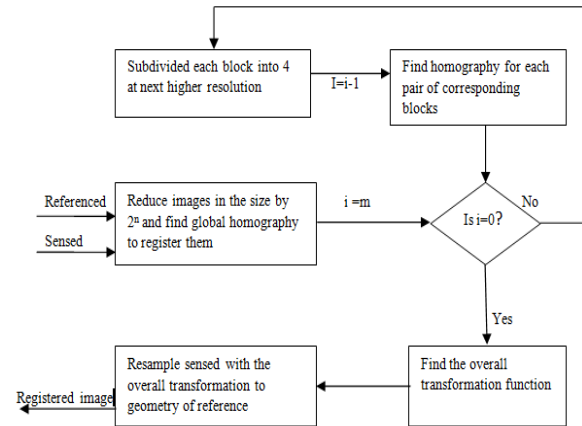 Subdivided each block into 4
at next higher resolution
I=i-1
Find homography for each
pair of corresponding
blocks
Referenced
Sensed
Reduce images in the size by
2ⁿ and find global homography
to register them
i =m
Is i=0?
No
Yes
Resample sensed with the
overall transformation to
geometry of reference
Find the overall
transformation function
Registered image